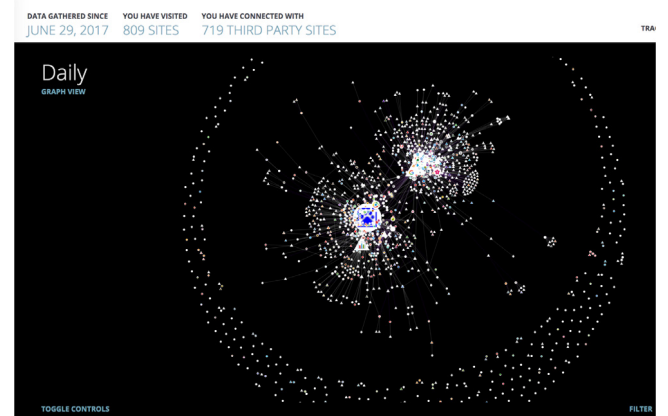 DATA GATHERED SINCE YOU HAVE VISITED YOU HAVE CONNECTED WITH
JUNE 29, 2017 809 SITES 719 THIRD PARTY SITES
Daily
GRAPH VIEW
TOGGLE CONTROLS FILTER